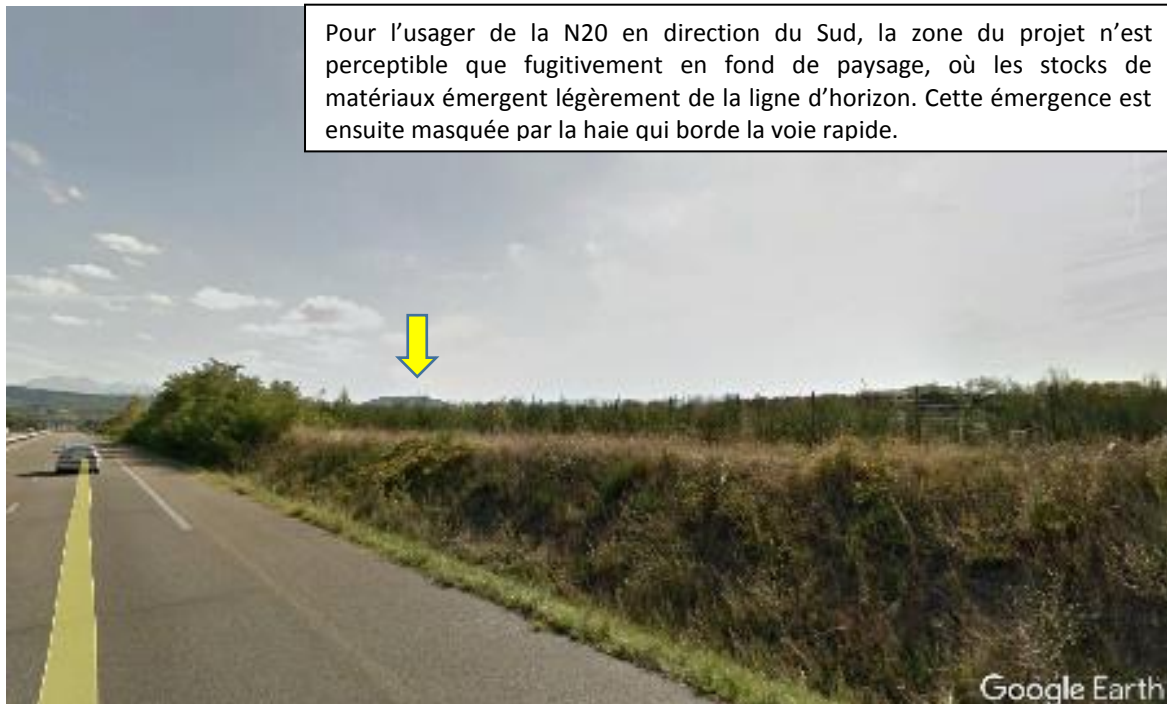 Pour l’usager de la N20 en direction du Sud, la zone du projet n’est
perceptible que fugitivement en fond de paysage, où les stocks de
matériaux émergent légèrement de la ligne d’horizon. Cette émergence est
ensuite masquée par la haie qui borde la voie rapide.
Google Earth